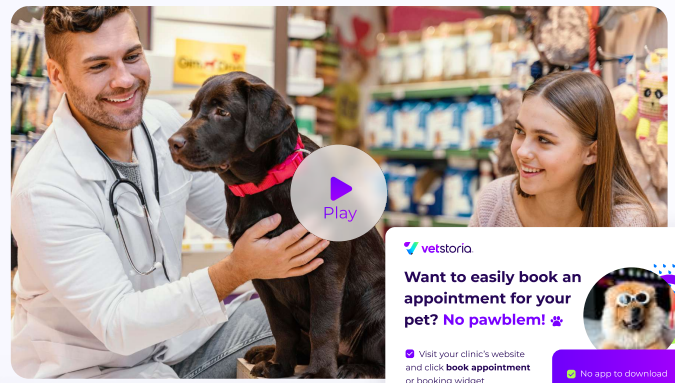 Play
vetstoria
Want to easily book an
appointment for your
pet? No pawblem!
Visit your clinic's website
and click book appointment
or booking widget
No app to download